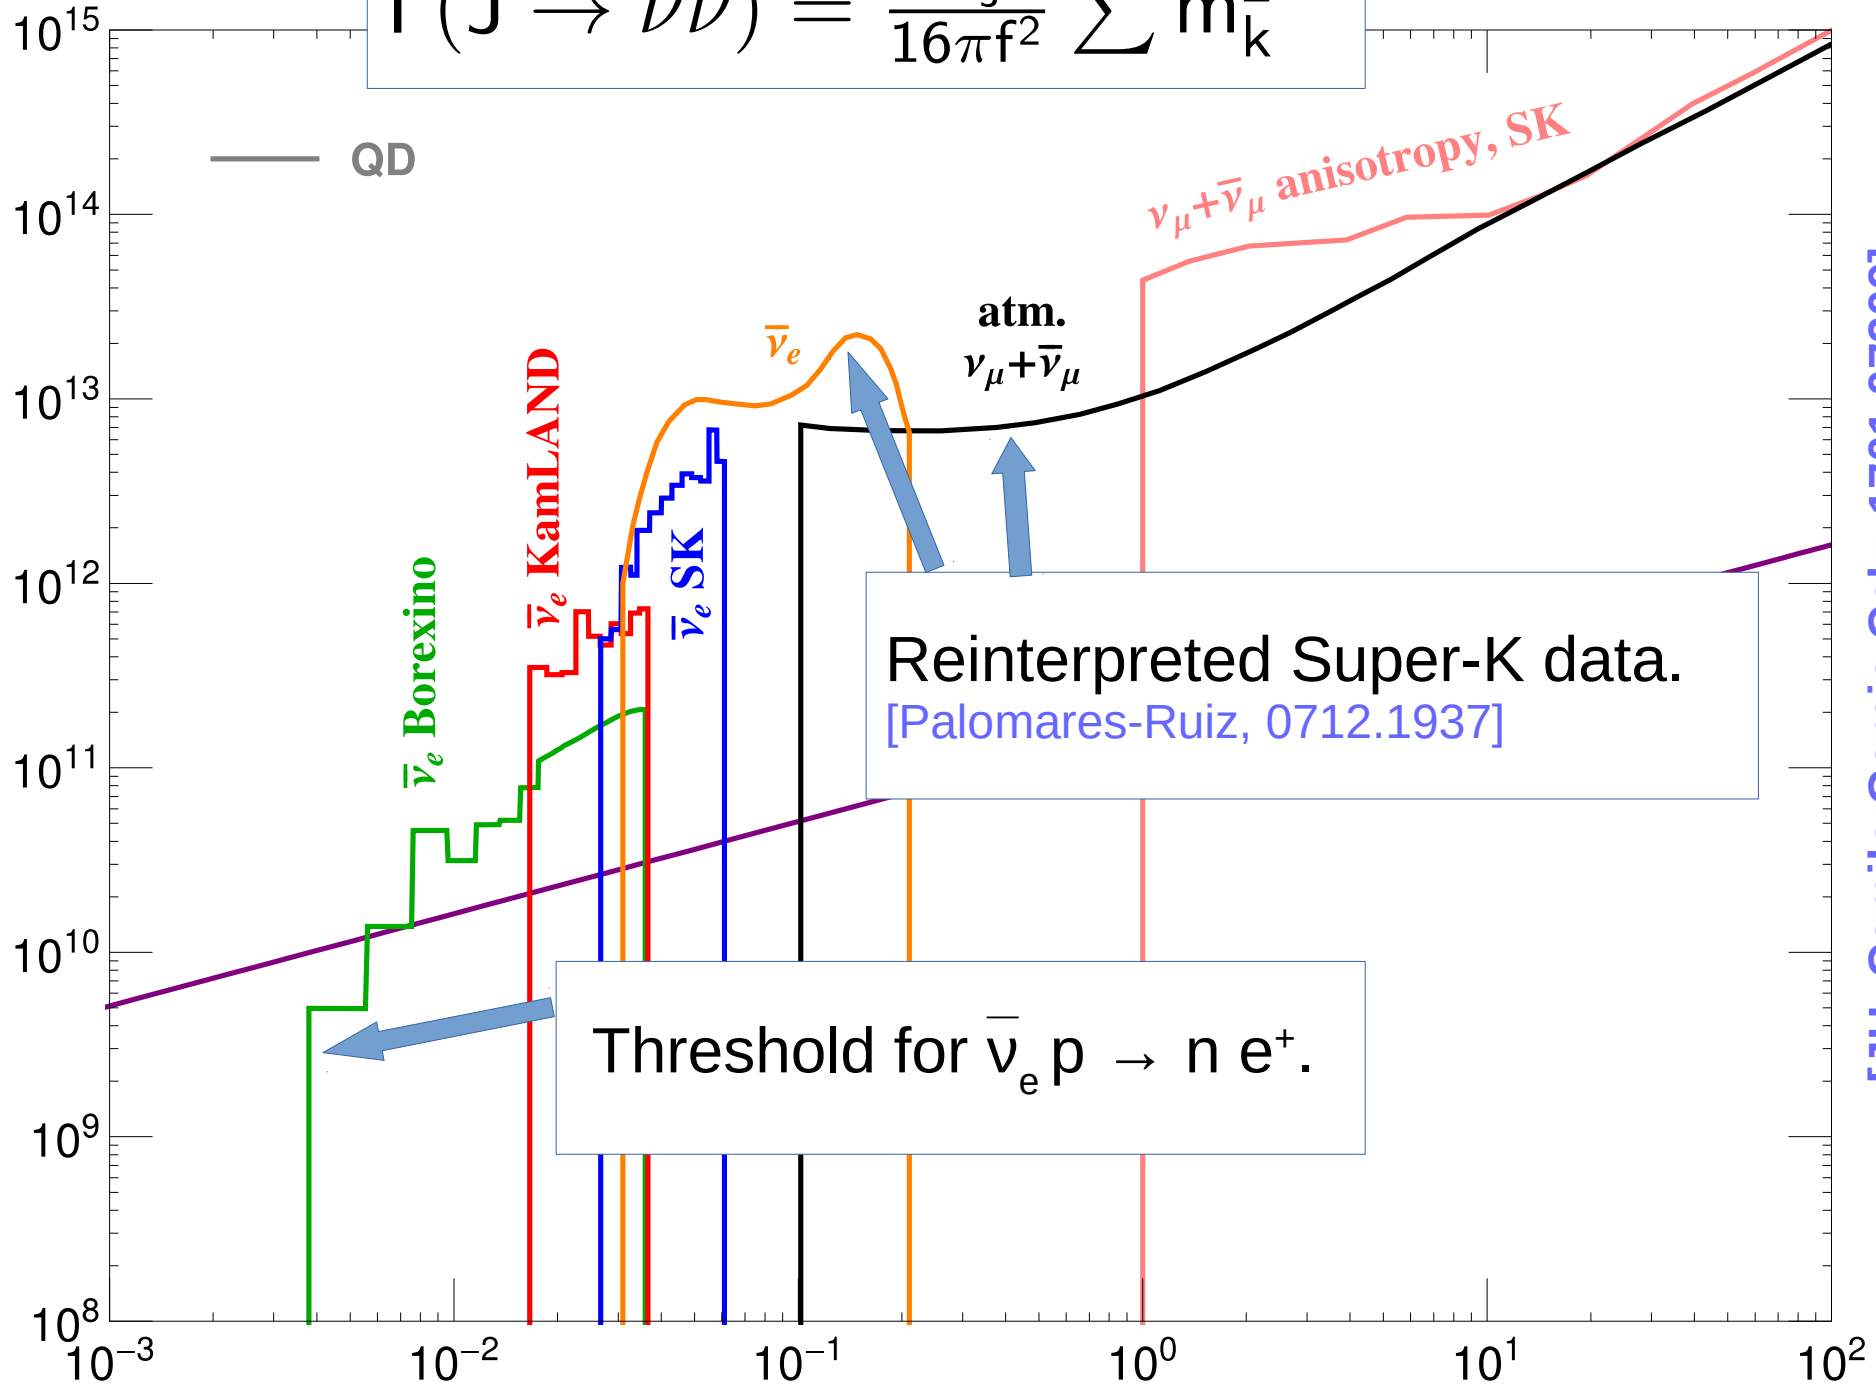 16πf²
QD
10¹⁵
10¹⁴
10¹³
10¹²
10¹¹
10¹⁰
10⁹
10⁸
ν_μ+ν̅_μ anisotropy, SK
atm.
ν_μ+ν̅_μ
ν̅_e
ν̅_e KamLAND
ν̅_e SK
ν̅_e Borexino
Reinterpreted Super-K data.
[Palomares-Ruiz, 0712.1937]
Threshold for ν̅_e p → n e⁺.
10⁻³ 10⁻² 10⁻¹ 10⁰ 10¹ 10²